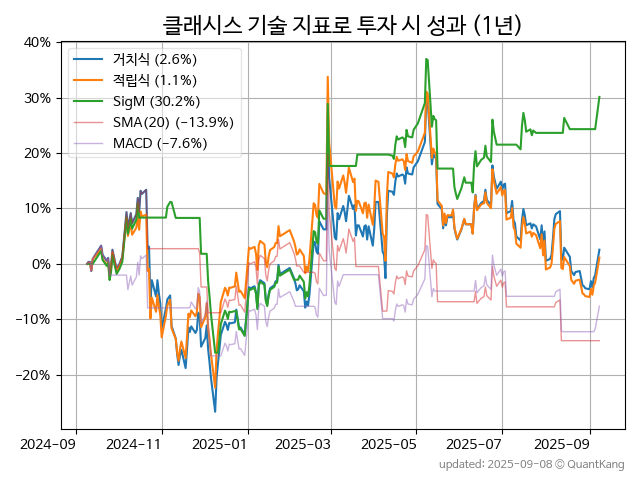 클래시스 기술 지표로 투자 시 성과 (1년)
40%
30%
20%
10%
0%
−10%
−20%
거치식 (2.6%)
적립식 (1.1%)
SigM (30.2%)
SMA(20) (−13.9%)
MACD (−7.6%)
2024-09 2024-11 2025-01 2025-03 2025-05 2025-07 2025-09
updated: 2025-09-08 © QuantKang